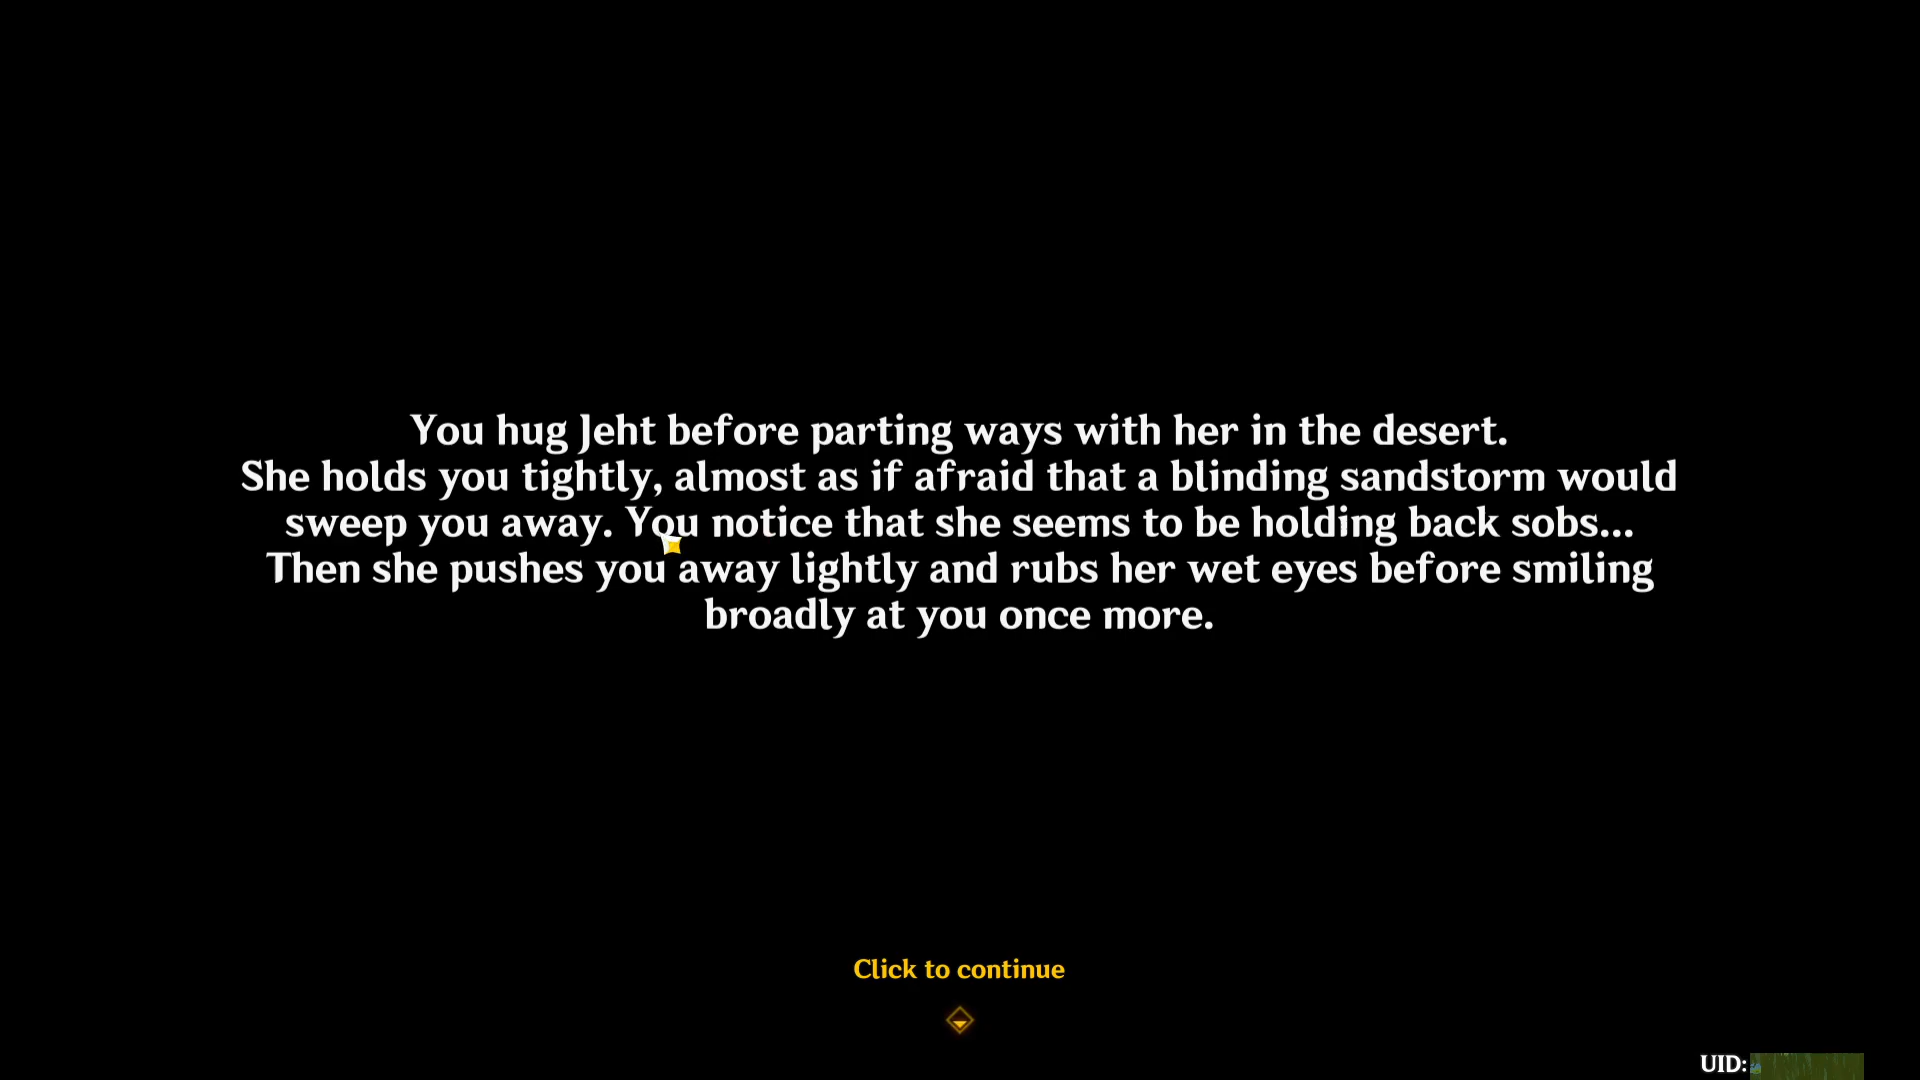 You hug Jeht before parting ways with her in the desert.
She holds you tightly, almost as if afraid that a blinding sandstorm would
sweep you away. You notice that she seems to be holding back sobs...
Then she pushes you away lightly and rubs her wet eyes before smiling
broadly at you once more.
Click to continue
UID: